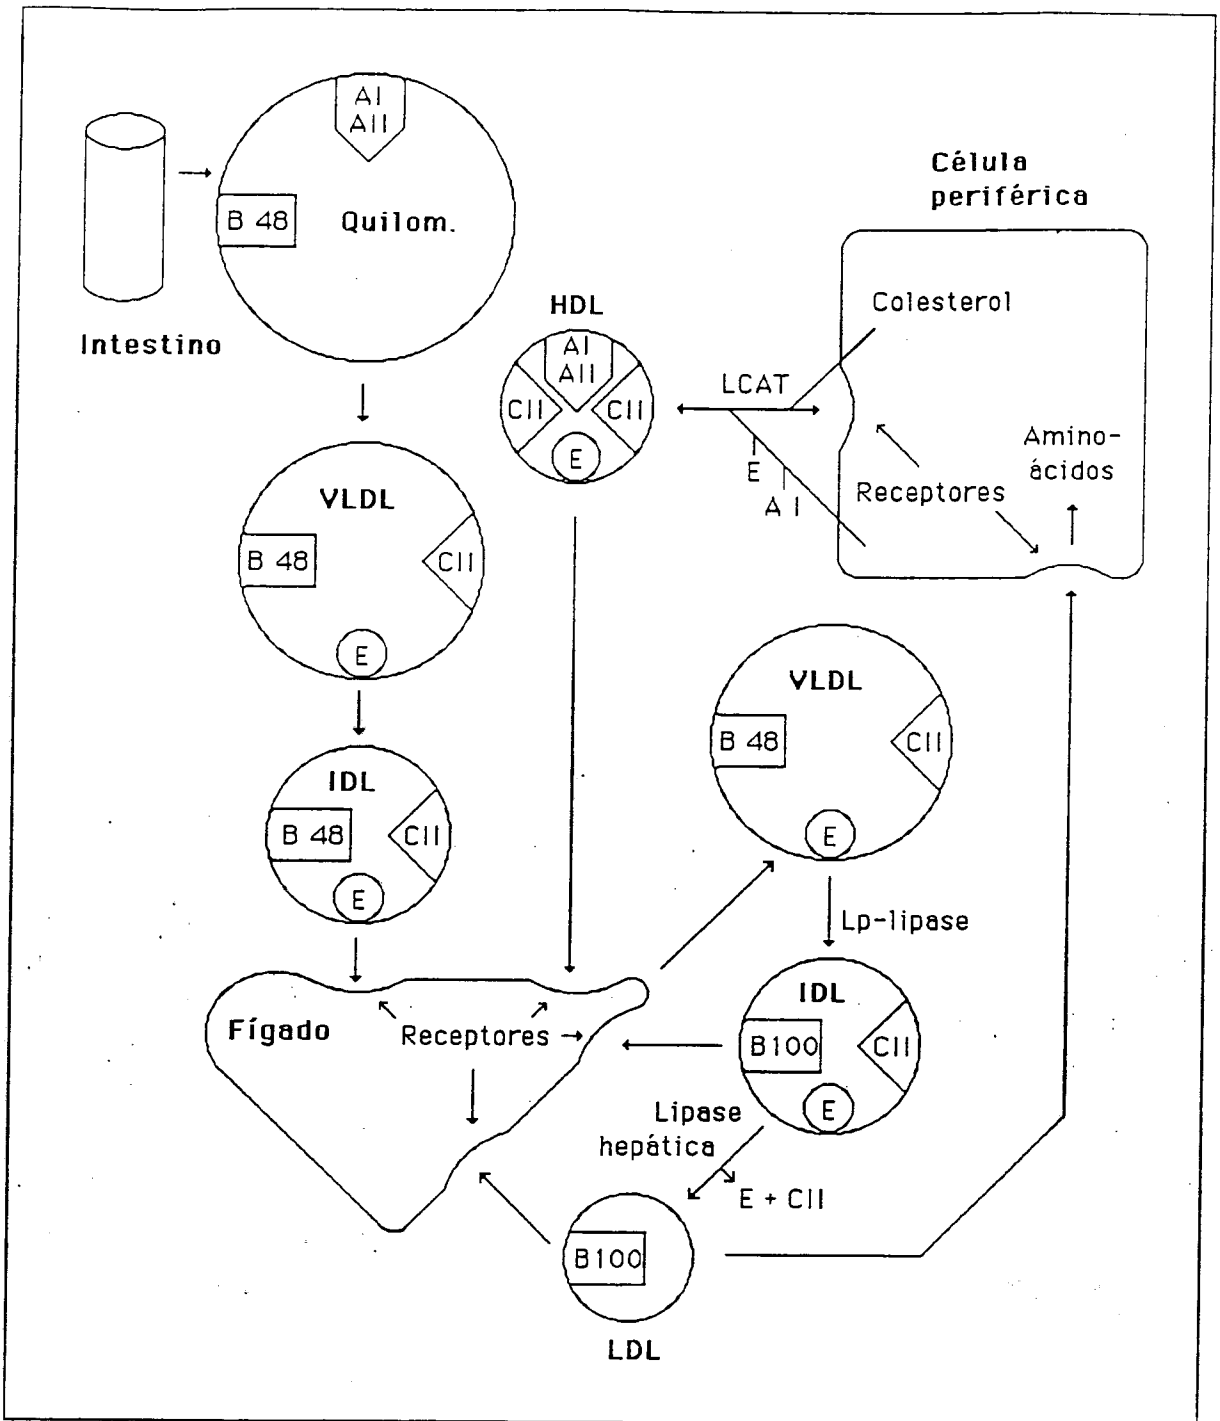 AI
AII
B 48
Quilom.
Intestino
Célula
periférica
Colesterol
HDL
AI
AII
CII
CII
E
LCAT
E
A I
Receptores
Amino-
ácidos
VLDL
B 48
CII
E
VLDL
B 48
CII
E
IDL
B 48
CII
E
Lp-lipase
Fígado
Receptores
IDL
B100
CII
E
Lipase
hepática
E + CII
B100
LDL